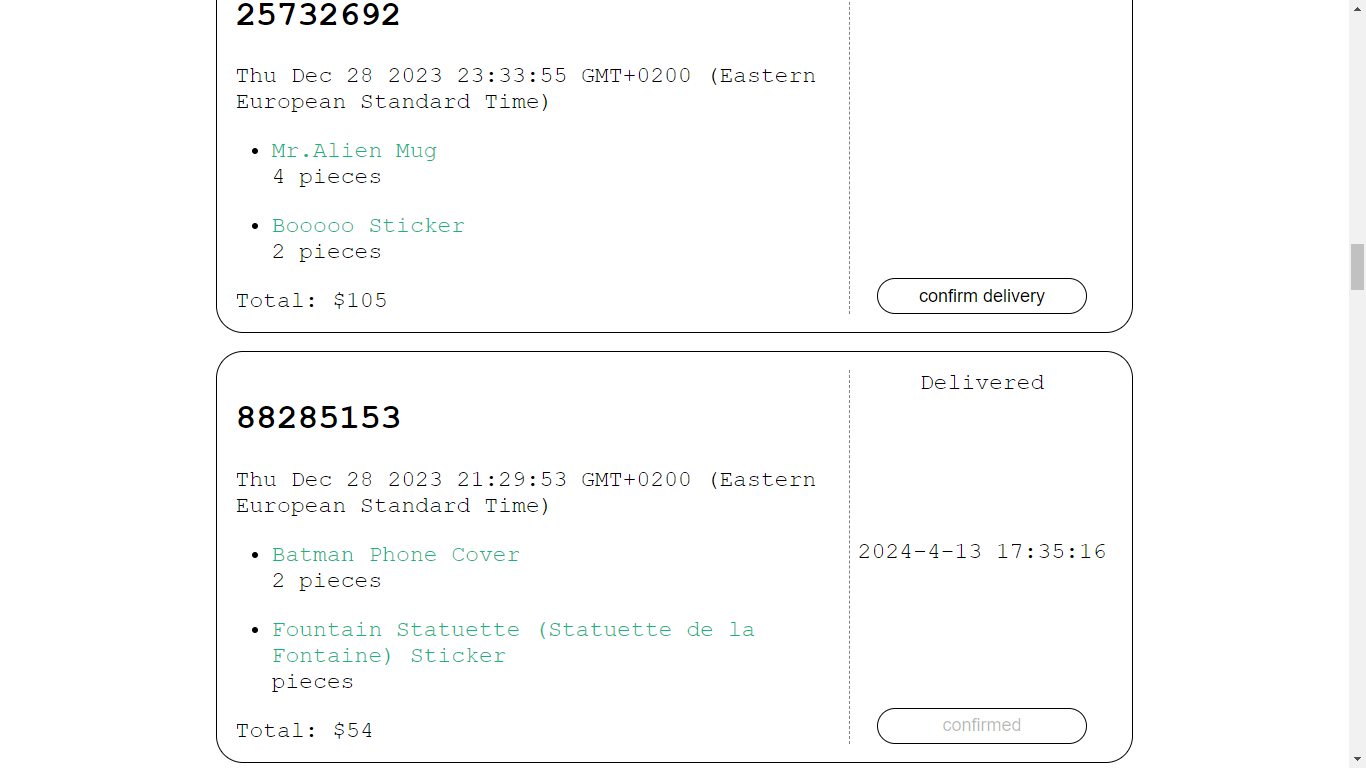 25732692
Thu Dec 28 2023 23:33:55 GMT+0200 (Eastern
European Standard Time)
Mr.Alien Mug
4 pieces
Booooo Sticker
2 pieces
Total: $105
confirm delivery
88285153
Thu Dec 28 2023 21:29:53 GMT+0200 (Eastern
European Standard Time)
Batman Phone Cover
2 pieces
Fountain Statuette (Statuette de la
Fontaine) Sticker
pieces
Total: $54
Delivered
2024-4-13 17:35:16
confirmed